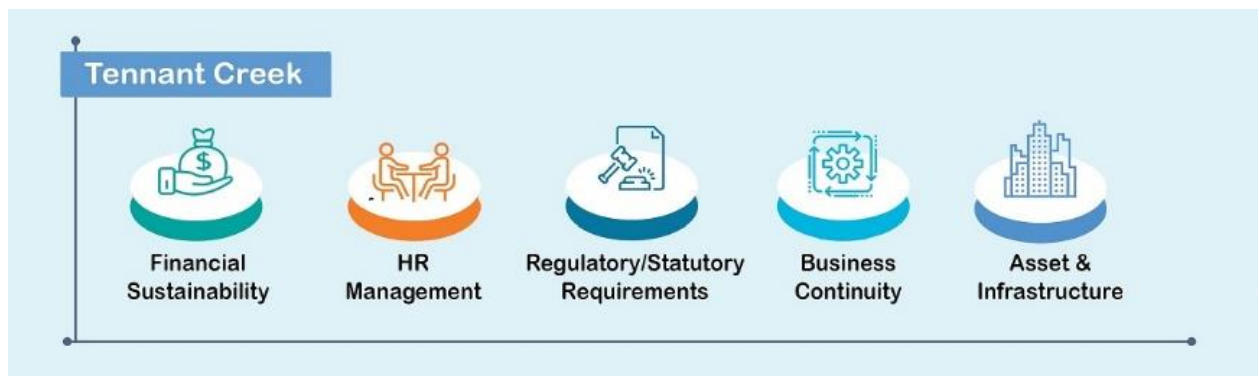 Tennant Creek
$
Financial
Sustainability
HR
Management
Regulatory/Statutory
Requirements
Business
Continuity
Asset &
Infrastructure